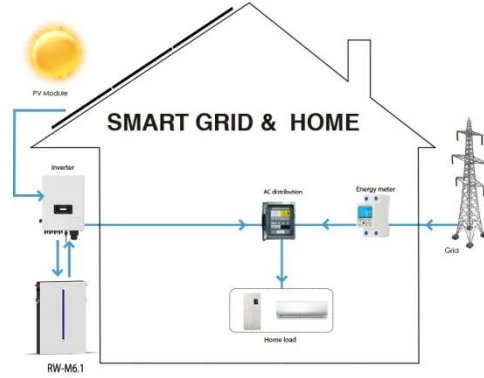 PV Module
SMART GRID & HOME
inverter
AC distribution
Energy meter
Grid
Home load
RW-M6.1